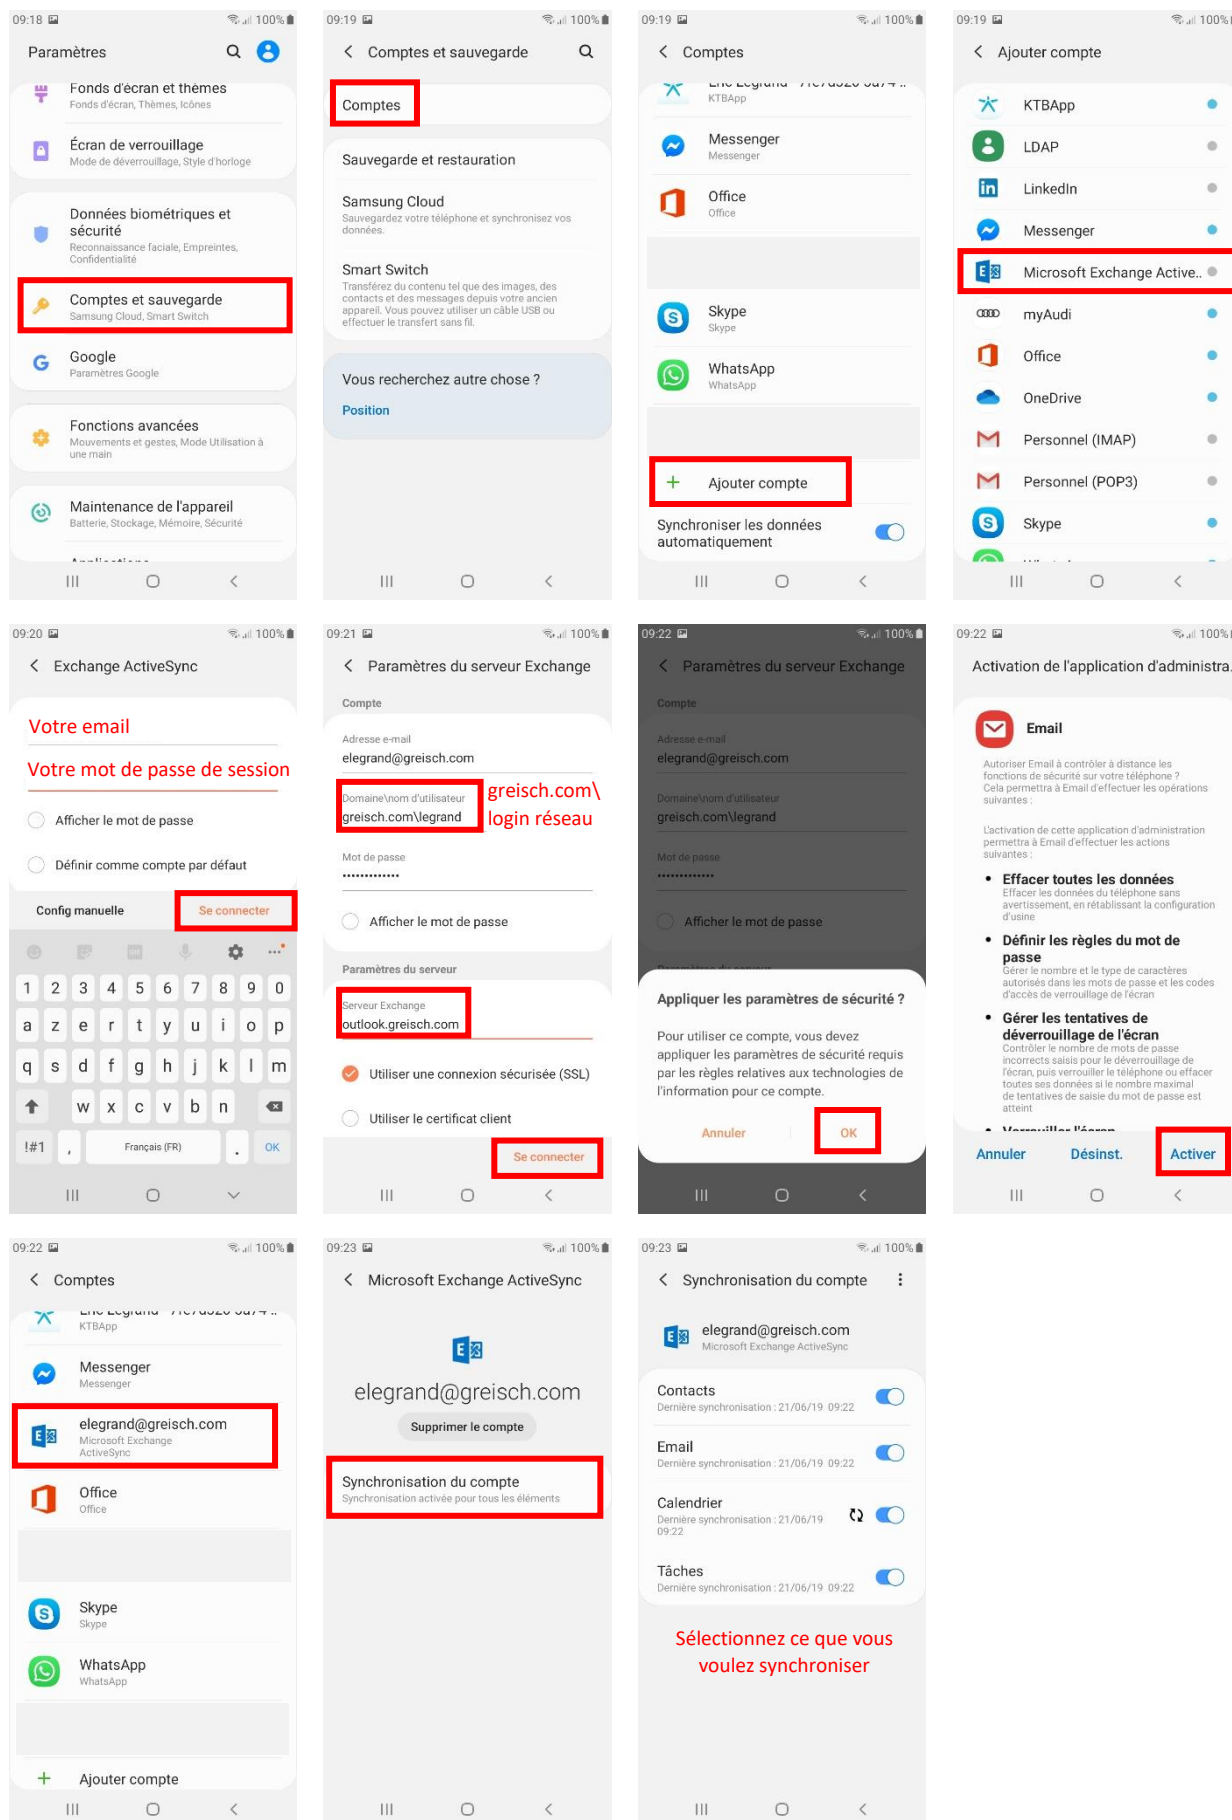 09:18 100%
Paramètres
Fonds d'écran et thèmes
Fonds d'écran, Thèmes, Icônes
Écran de verrouillage
Mode de déverrouillage, Style d'horloge
Données biométriques et
sécurité
Reconnaissance faciale, Empreintes,
Confidentialité
Comptes et sauvegarde
Samsung Cloud, Smart Switch
Google
Paramètres Google
Fonctions avancées
Mouvements et gestes, Mode Utilisation à
une main
Maintenance de l'appareil
Batterie, Stockage, Mémoire, Sécurité
Applications
09:19 100%
Comptes et sauvegarde
Comptes
Sauvegarde et restauration
Samsung Cloud
Sauvegardez votre téléphone et synchronisez vos
données.
Smart Switch
Transférez du contenu tel que des images, des
contacts et des messages depuis votre ancien
appareil. Vous pouvez utiliser un câble USB ou
effectuer le transfert sans fil.
Vous recherchez autre chose ?
Position
09:19 100%
Comptes
KTBApp
Messenger
Messenger
Office
Office
Skype
Skype
WhatsApp
WhatsApp
+ Ajouter compte
Synchroniser les données
automatiquement
09:19 100%
Ajouter compte
KTBApp
LDAP
LinkedIn
Messenger
Microsoft Exchange Active..
myAudi
Office
OneDrive
Personnel (IMAP)
Personnel (POP3)
Skype
09:20 100%
Exchange ActiveSync
Votre email
Votre mot de passe de session
Afficher le mot de passe
Définir comme compte par défaut
Config manuelle Se connecter
1 2 3 4 5 6 7 8 9 0
a z e r t y u i o p
q s d f g h j k l m
w x c v b n
!#1 , Français (FR) . OK
09:21 100%
Paramètres du serveur Exchange
Compte
Adresse e-mail
elegrand@greisch.com
Domaine\nom d'utilisateur
greisch.com\legrand
greisch.com\
login réseau
Mot de passe
•••••••••••••
Afficher le mot de passe
Paramètres du serveur
Serveur Exchange
outlook.greisch.com
Utiliser une connexion sécurisée (SSL)
Utiliser le certificat client
Se connecter
09:22 100%
Paramètres du serveur Exchange
Compte
Adresse e-mail
elegrand@greisch.com
Domaine\nom d'utilisateur
greisch.com\legrand
Mot de passe
•••••••••••••
Afficher le mot de passe
Paramètres du serveur
Appliquer les paramètres de sécurité ?
Pour utiliser ce compte, vous devez
appliquer les paramètres de sécurité requis
par les règles relatives aux technologies de
l'information pour ce compte.
Annuler OK
09:22 100%
Activation de l'application d'administra.
Email
Autoriser Email à contrôler à distance les
fonctions de sécurité sur votre téléphone ?
Cela permettra à Email d'effectuer les opérations
suivantes :
L'activation de cette application d'administration
permettra à Email d'effectuer les actions
suivantes :
• Effacer toutes les données
Effacer les données du téléphone sans
avertissement, en rétablissant la configuration
d'usine
• Définir les règles du mot de
passe
Gérer le nombre et le type de caractères
autorisés dans les mots de passe et les codes
d'accès de verrouillage de l'écran
• Gérer les tentatives de
déverrouillage de l'écran
Contrôler le nombre de mots de passe
incorrects saisis pour le déverrouillage de
l'écran, puis verrouiller le téléphone ou effacer
toutes ses données si le nombre maximal
de tentatives de saisie du mot de passe est
atteint
• Verrouiller l'écran
Annuler Désinst. Activer
09:22 100%
Comptes
KTBApp
Messenger
Messenger
elegrand@greisch.com
Microsoft Exchange
ActiveSync
Office
Office
Skype
Skype
WhatsApp
WhatsApp
+ Ajouter compte
09:23 100%
Microsoft Exchange ActiveSync
elegrand@greisch.com
Supprimer le compte
Synchronisation du compte
Synchronisation activée pour tous les éléments
09:23 100%
Synchronisation du compte
elegrand@greisch.com
Microsoft Exchange ActiveSync
Contacts
Dernière synchronisation : 21/06/19 09:22
Email
Dernière synchronisation : 21/06/19 09:22
Calendrier
Dernière synchronisation : 21/06/19
09:22
Tâches
Dernière synchronisation : 21/06/19 09:22
Sélectionnez ce que vous
voulez synchroniser